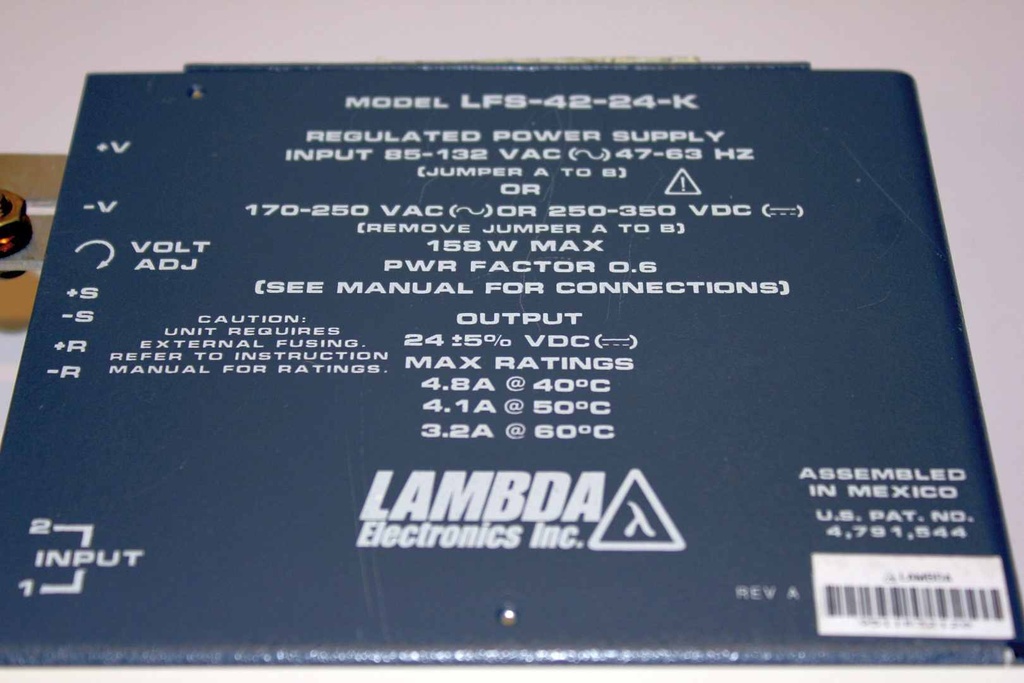 MODEL LFS-42-24-K
REGULATED POWER SUPPLY
INPUT 85-132 VAC (∿) 47-63 HZ
(JUMPER A TO B)
OR
170-250 VAC (∿) OR 250-350 VDC (⎓)
(REMOVE JUMPER A TO B)
158 W MAX
PWR FACTOR 0.6
(SEE MANUAL FOR CONNECTIONS)
+V
-V
VOLT
ADJ
+S
-S
+R
-R
CAUTION:
UNIT REQUIRES
EXTERNAL FUSING.
REFER TO INSTRUCTION
MANUAL FOR RATINGS.
OUTPUT
24 ±5% VDC (⎓)
MAX RATINGS
4.8A @ 40°C
4.1A @ 50°C
3.2A @ 60°C
LAMBDA
Electronics Inc.
λ
ASSEMBLED
IN MEXICO
U.S. PAT. NO.
4,791,544
2
INPUT
1
REV A
LAMBDA